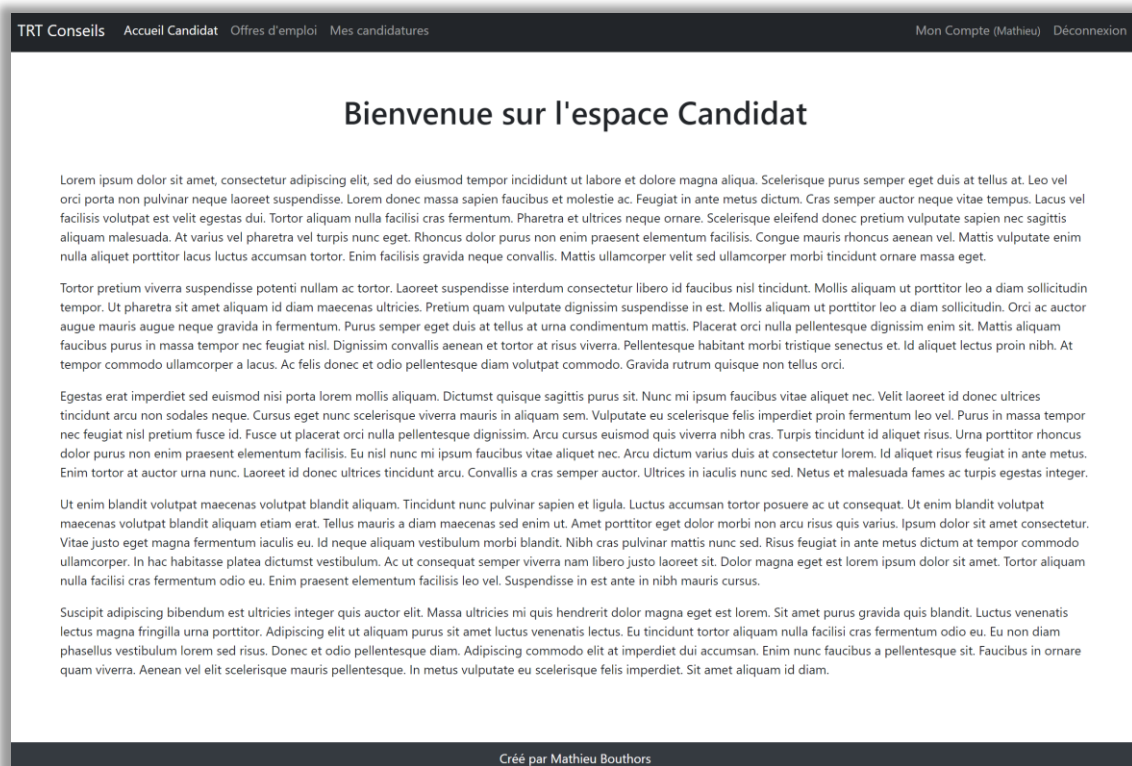 TRT Conseils Accueil Candidat Offres d'emploi Mes candidatures Mon Compte (Mathieu) Déconnexion
Bienvenue sur l'espace Candidat
Lorem ipsum dolor sit amet, consectetur adipiscing elit, sed do eiusmod tempor incididunt ut labore et dolore magna aliqua. Scelerisque purus semper eget duis at tellus at. Leo vel
orci porta non pulvinar neque laoreet suspendisse. Lorem donec massa sapien faucibus et molestie ac. Feugiat in ante metus dictum. Cras semper auctor neque vitae tempus. Lacus vel
facilisis volutpat est velit egestas dui. Tortor aliquam nulla facilisi cras fermentum. Pharetra et ultrices neque ornare. Scelerisque eleifend donec pretium vulputate sapien nec sagittis
aliquam malesuada. At varius vel pharetra vel turpis nunc eget. Rhoncus dolor purus non enim praesent elementum facilisis. Congue mauris rhoncus aenean vel. Mattis vulputate enim
nulla aliquet porttitor lacus luctus accumsan tortor. Enim facilisis gravida neque convallis. Mattis ullamcorper velit sed ullamcorper morbi tincidunt ornare massa eget.
Tortor pretium viverra suspendisse potenti nullam ac tortor. Laoreet suspendisse interdum consectetur libero id faucibus nisl tincidunt. Mollis aliquam ut porttitor leo a diam sollicitudin
tempor. Ut pharetra sit amet aliquam id diam maecenas ultricies. Pretium quam vulputate dignissim suspendisse in est. Mollis aliquam ut porttitor leo a diam sollicitudin. Orci ac auctor
augue mauris augue neque gravida in fermentum. Purus semper eget duis at tellus at urna condimentum mattis. Placerat orci nulla pellentesque dignissim enim sit. Mattis aliquam
faucibus purus in massa tempor nec feugiat nisl. Dignissim convallis aenean et tortor at risus viverra. Pellentesque habitant morbi tristique senectus et. Id aliquet lectus proin nibh. At
tempor commodo ullamcorper a lacus. Ac felis donec et odio pellentesque diam volutpat commodo. Gravida rutrum quisque non tellus orci.
Egestas erat imperdiet sed euismod nisi porta lorem mollis aliquam. Dictumst quisque sagittis purus sit. Nunc mi ipsum faucibus vitae aliquet nec. Velit laoreet id donec ultrices
tincidunt arcu non sodales neque. Cursus eget nunc scelerisque viverra mauris in aliquam sem. Vulputate eu scelerisque felis imperdiet proin fermentum leo vel. Purus in massa tempor
nec feugiat nisl pretium fusce id. Fusce ut placerat orci nulla pellentesque dignissim. Arcu cursus euismod quis viverra nibh cras. Turpis tincidunt id aliquet risus. Urna porttitor rhoncus
dolor purus non enim praesent elementum facilisis. Eu nisl nunc mi ipsum faucibus vitae aliquet nec. Arcu dictum varius duis at consectetur lorem. Id aliquet risus feugiat in ante metus.
Enim tortor at auctor urna nunc. Laoreet id donec ultrices tincidunt arcu. Convallis a cras semper auctor. Ultrices in iaculis nunc sed. Netus et malesuada fames ac turpis egestas integer.
Ut enim blandit volutpat maecenas volutpat blandit aliquam. Tincidunt nunc pulvinar sapien et ligula. Luctus accumsan tortor posuere ac ut consequat. Ut enim blandit volutpat
maecenas volutpat blandit aliquam etiam erat. Tellus mauris a diam maecenas sed enim ut. Amet porttitor eget dolor morbi non arcu risus quis varius. Ipsum dolor sit amet consectetur.
Vitae justo eget magna fermentum iaculis eu. Id neque aliquam vestibulum morbi blandit. Nibh cras pulvinar mattis nunc sed. Risus feugiat in ante metus dictum at tempor commodo
ullamcorper. In hac habitasse platea dictumst vestibulum. Ac ut consequat semper viverra nam libero justo laoreet sit. Dolor magna eget est lorem ipsum dolor sit amet. Tortor aliquam
nulla facilisi cras fermentum odio eu. Enim praesent elementum facilisis leo vel. Suspendisse in est ante in nibh mauris cursus.
Suscipit adipiscing bibendum est ultricies integer quis auctor elit. Massa ultricies mi quis hendrerit dolor magna eget est lorem. Sit amet purus gravida quis blandit. Luctus venenatis
lectus magna fringilla urna porttitor. Adipiscing elit ut aliquam purus sit amet luctus venenatis lectus. Eu tincidunt tortor aliquam nulla facilisi cras fermentum odio eu. Eu non diam
phasellus vestibulum lorem sed risus. Donec et odio pellentesque diam. Adipiscing commodo elit at imperdiet dui accumsan. Enim nunc faucibus a pellentesque sit. Faucibus in ornare
quam viverra. Aenean vel elit scelerisque mauris pellentesque. In metus vulputate eu scelerisque felis imperdiet. Sit amet aliquam id diam.
Créé par Mathieu Bouthors